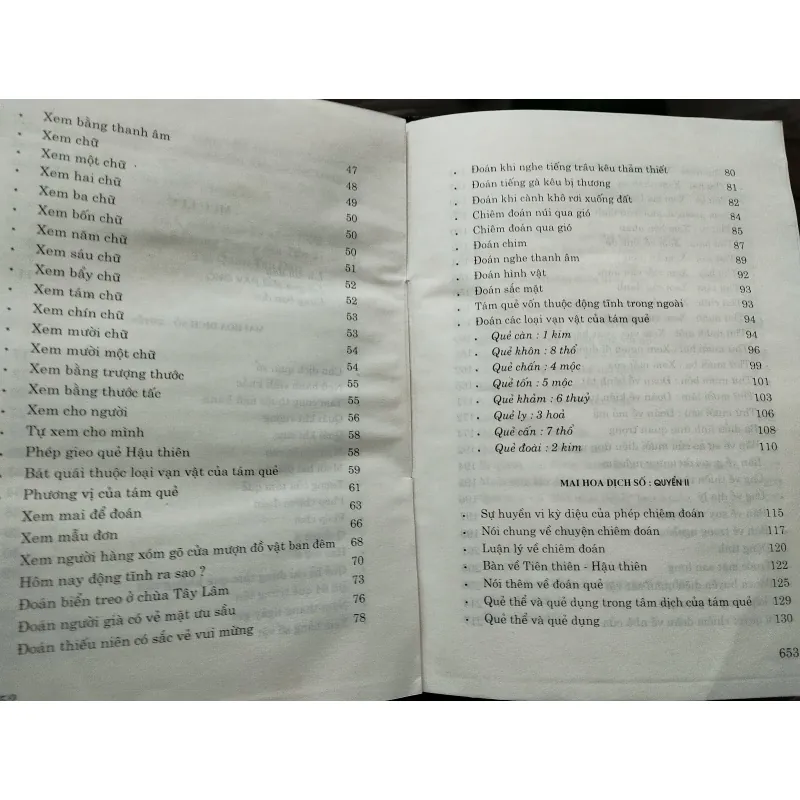 • Xem bằng thanh âm 47
• Xem chữ 48
• Xem một chữ 49
• Xem hai chữ 50
• Xem ba chữ 50
• Xem bốn chữ 50
• Xem năm chữ 51
• Xem sáu chữ 52
• Xem bẩy chữ 52
• Xem tám chữ 53
• Xem chín chữ 53
• Xem mười chữ 54
• Xem mười một chữ 54
• Xem bằng trượng thước 55
• Xem bằng thước tấc 55
• Xem cho người 56
• Tự xem cho mình 58
• Phép gieo quẻ Hậu thiên 58
• Bát quái thuộc loại vạn vật của tám quẻ 59
Phương vị của tám quẻ 61
Xem mai để đoán 63
Xem mẫu đơn 66
Xem người hàng xóm gõ cửa mượn đồ vật ban đêm 68
Hôm nay động tĩnh ra sao ? 70
Đoán biển treo ở chùa Tây Lâm 73
Đoán người già có vẻ mặt ưu sầu 76
Đoán thiếu niên có sắc vẻ vui mừng 78
• Đoán khi nghe tiếng trâu kêu thảm thiết 80
• Đoán tiếng gà kêu bị thương 81
• Đoán khi cành khô rơi xuống đất 82
• Chiêm đoán núi qua gió 84
• Chiêm đoán qua gió 85
• Đoán chim 87
• Đoán nghe thanh âm 89
• Đoán hình vật 92
• Đoán sắc mặt 93
• Tám quẻ vốn thuộc động tĩnh trong ngoài 93
• Đoán các loại vạn vật của tám quẻ 94
• Quẻ càn : 1 kim 94
• Quẻ khôn : 8 thổ 96
• Quẻ chấn : 4 mộc 99
• Quẻ tốn : 5 mộc 101
• Quẻ khảm : 6 thuỷ 103
• Quẻ ly : 3 hoả 106
• Quẻ cấn : 7 thổ 108
• Quẻ đoài : 2 kim 110
MAI HOA DỊCH SỐ : QUYỂN II
• Sự huyền vi kỳ diệu của phép chiêm đoán 115
• Nói chung về chuyện chiêm đoán 117
• Luận lý về chiêm đoán 120
• Bàn về Tiên thiên - Hậu thiên 122
• Nói thêm về đoán quẻ 125
• Quẻ thể và quẻ dụng trong tâm dịch của tám quẻ 129
• Quẻ thể và quẻ dụng 130
653